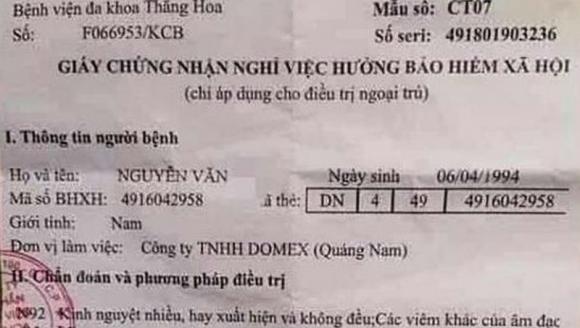 Bệnh viện đa khoa Thăng Hoa
Mẫu số: CT07
Số: F066953/KCB
Số seri: 491801903236
GIẤY CHỨNG NHẬN NGHỈ VIỆC HƯỞNG BẢO HIỂM XÃ HỘI
(chỉ áp dụng cho điều trị ngoại trú)
I. Thông tin người bệnh
Họ và tên: NGUYỄN VĂN Ngày sinh 06/04/1994
Mã số BHXH: 4916042958 ã thẻ: DN 4 49 4916042958
Giới tính: Nam
Đơn vị làm việc: Công ty TNHH DOMEX (Quảng Nam)
II. Chẩn đoán và phương pháp điều trị
N92 Kinh nguyệt nhiều, hay xuất hiện và không đều;Các viêm khác của âm đạo